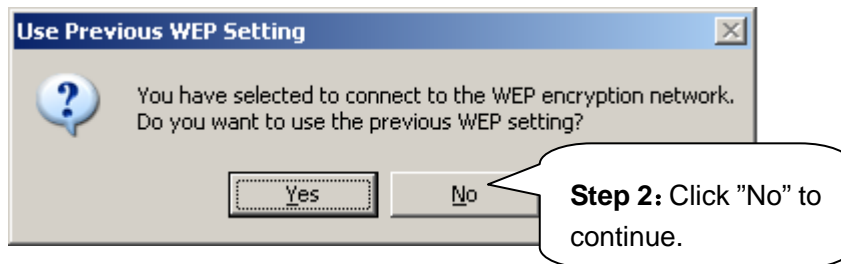 Use Previous WEP Setting
You have selected to connect to the WEP encryption network.
Do you want to use the previous WEP setting?
Yes
No
Step 2：Click ”No” to
continue.